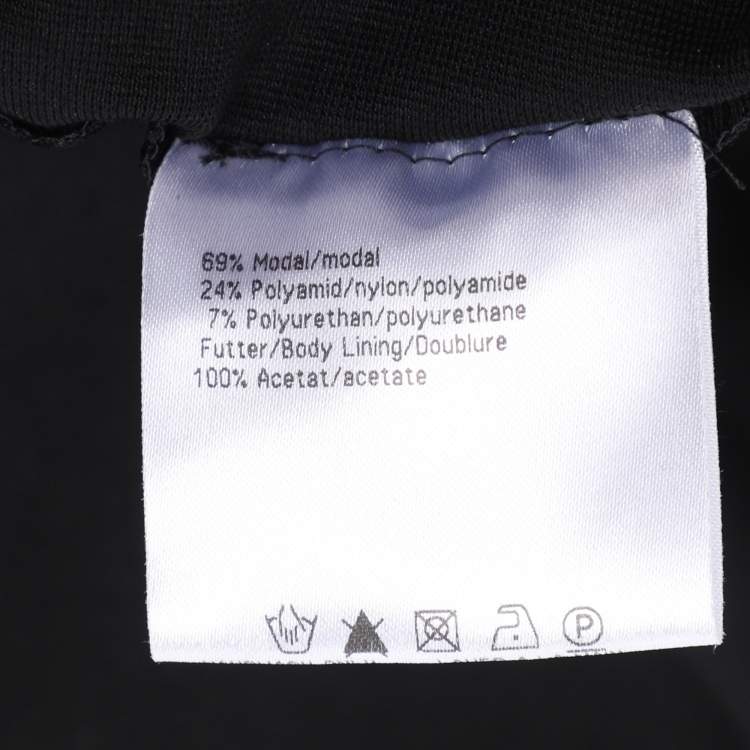 69% Modal/modal
24% Polyamid/nylon/polyamide
7% Polyurethan/polyurethane
Futter/Body Lining/Doublure
100% Acetat/acetate
P